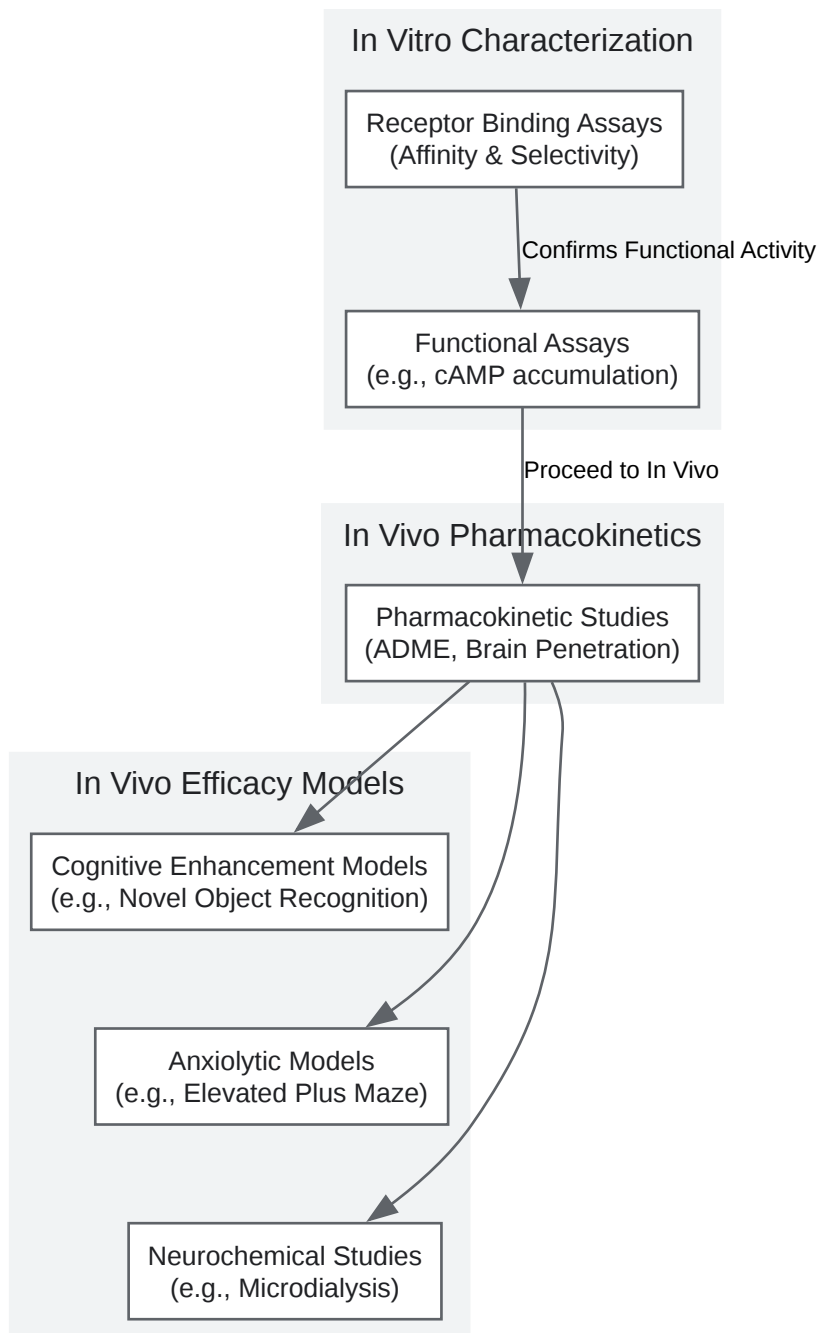 In Vitro Characterization
Receptor Binding Assays
(Affinity & Selectivity)
Confirms Functional Activity
Functional Assays
(e.g., cAMP accumulation)
Proceed to In Vivo
In Vivo Pharmacokinetics
Pharmacokinetic Studies
(ADME, Brain Penetration)
In Vivo Efficacy Models
Cognitive Enhancement Models
(e.g., Novel Object Recognition)
Anxiolytic Models
(e.g., Elevated Plus Maze)
Neurochemical Studies
(e.g., Microdialysis)